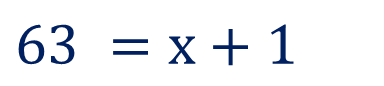 63 = x + 1